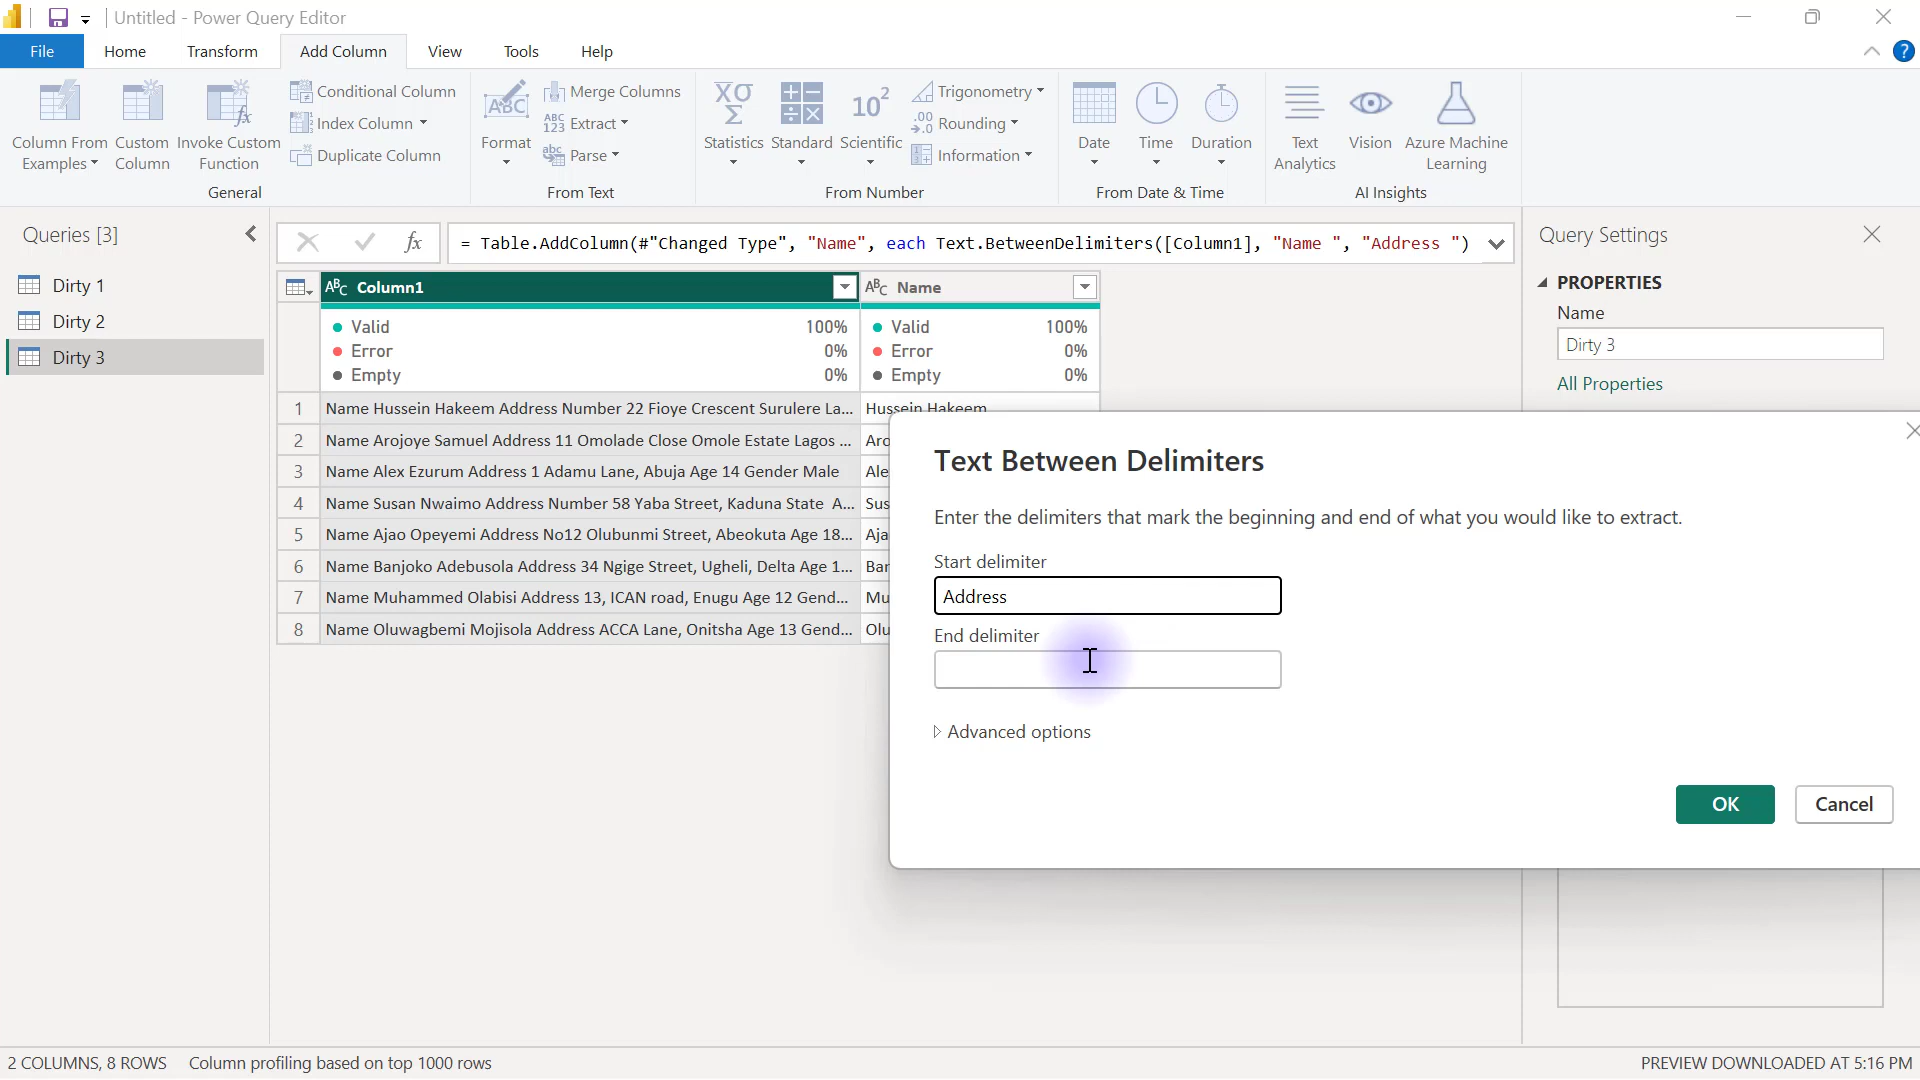 Untitled - Power Query Editor
File Home Transform Add Column View Tools Help
Column From Examples
Custom Column
Invoke Custom Function
Conditional Column
Index Column
Duplicate Column
General
Format
Merge Columns
Extract
Parse
From Text
Statistics
Standard
Scientific
Trigonometry
Rounding
Information
From Number
Date
Time
Duration
From Date & Time
Text Analytics
Vision
Azure Machine Learning
AI Insights
Queries [3]
Dirty 1
Dirty 2
Dirty 3
= Table.AddColumn(#"Changed Type", "Name", each Text.BetweenDelimiters([Column1], "Name ", "Address ")
Column1 Name
Valid 100% Valid 100%
Error 0% Error 0%
Empty 0% Empty 0%
1 Name Hussein Hakeem Address Number 22 Fioye Crescent Surulere La... Hussein Hakeem
2 Name Arojoye Samuel Address 11 Omolade Close Omole Estate Lagos ... Aro
3 Name Alex Ezurum Address 1 Adamu Lane, Abuja Age 14 Gender Male Ale
4 Name Susan Nwaimo Address Number 58 Yaba Street, Kaduna State A... Sus
5 Name Ajao Opeyemi Address No12 Olubunmi Street, Abeokuta Age 18... Aja
6 Name Banjoko Adebusola Address 34 Ngige Street, Ugheli, Delta Age 1... Bar
7 Name Muhammed Olabisi Address 13, ICAN road, Enugu Age 12 Gend... Mu
8 Name Oluwagbemi Mojisola Address ACCA Lane, Onitsha Age 13 Gend... Olu
Query Settings
PROPERTIES
Name
Dirty 3
All Properties
Text Between Delimiters
Enter the delimiters that mark the beginning and end of what you would like to extract.
Start delimiter
Address
End delimiter
Advanced options
OK Cancel
2 COLUMNS, 8 ROWS Column profiling based on top 1000 rows
PREVIEW DOWNLOADED AT 5:16 PM